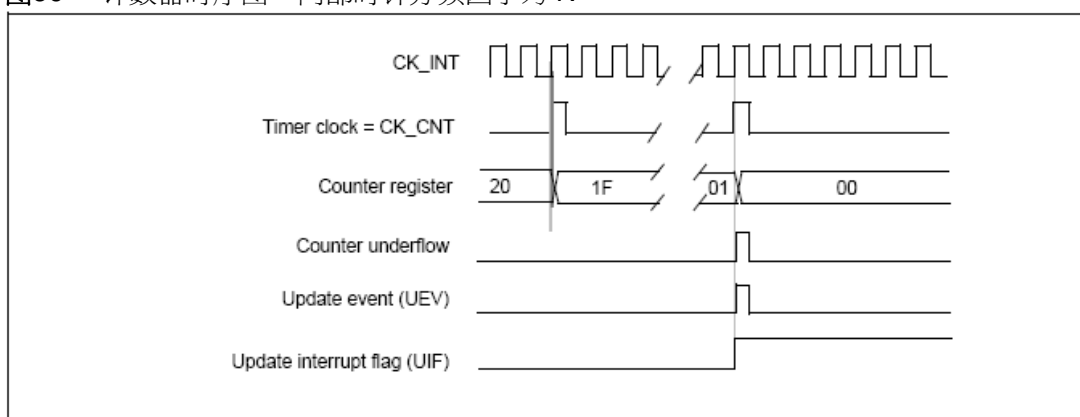 CK_INT
Timer clock = CK_CNT
Counter register 20 1F 01 00
Counter underflow
Update event (UEV)
Update interrupt flag (UIF)